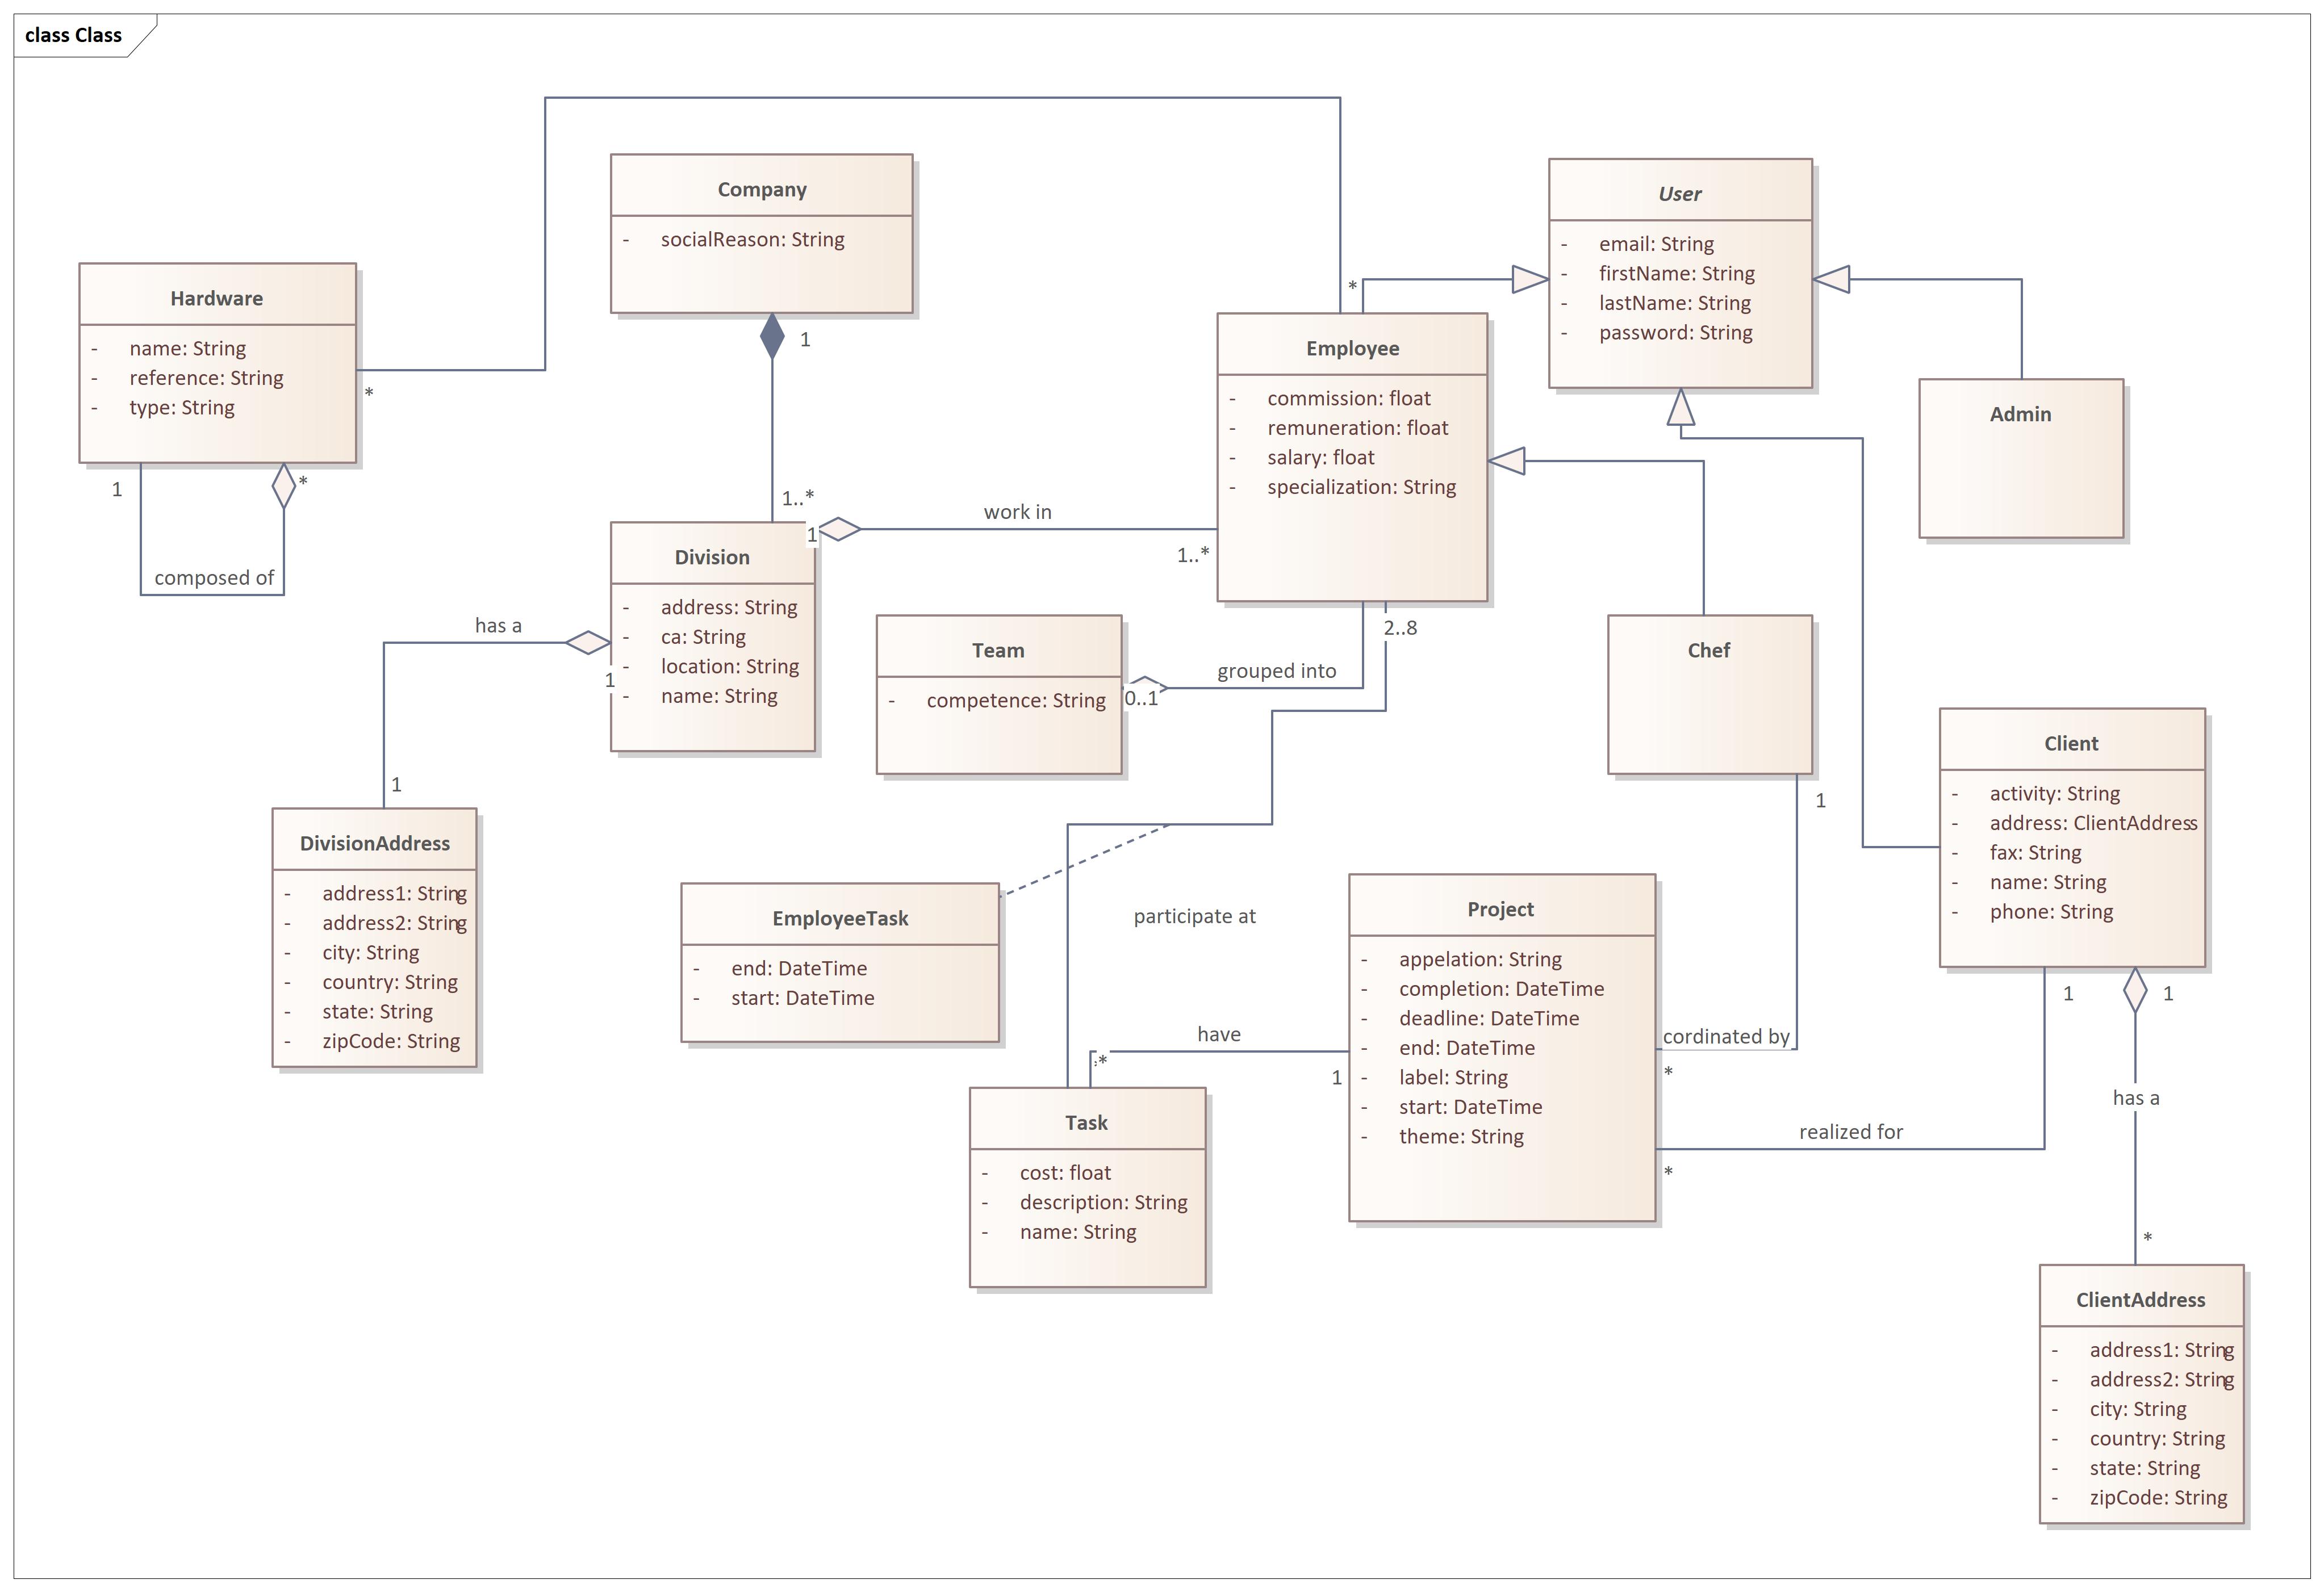 class Class
Company
- socialReason: String
User
- email: String
- firstName: String
- lastName: String
- password: String
Hardware
- name: String
- reference: String
- type: String
*
1
*
composed of
1
1..*
*
Employee
- commission: float
- remuneration: float
- salary: float
- specialization: String
Admin
1
work in
1..*
Division
- address: String
- ca: String
- location: String
- name: String
has a
1
1
Team
- competence: String
0..1
grouped into
2..8
Chef
1
Client
- activity: String
- address: ClientAddress
- fax: String
- name: String
- phone: String
DivisionAddress
- address1: String
- address2: String
- city: String
- country: String
- state: String
- zipCode: String
EmployeeTask
- end: DateTime
- start: DateTime
participate at
Project
- appelation: String
- completion: DateTime
- deadline: DateTime
- end: DateTime
- label: String
- start: DateTime
- theme: String
have
*
1
cordinated by
*
1
1
realized for
*
has a
*
Task
- cost: float
- description: String
- name: String
ClientAddress
- address1: String
- address2: String
- city: String
- country: String
- state: String
- zipCode: String